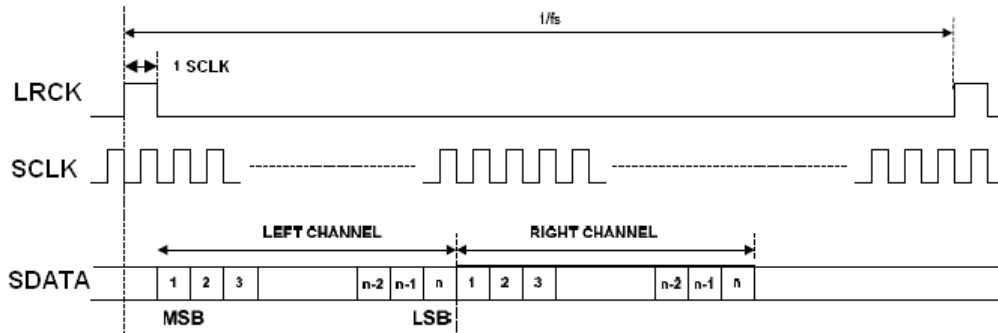 1/fs
1 SCLK
LRCK
SCLK
LEFT CHANNEL RIGHT CHANNEL
SDATA 1 2 3 n-2 n-1 n 1 2 3 n-2 n-1 n
MSB LSB